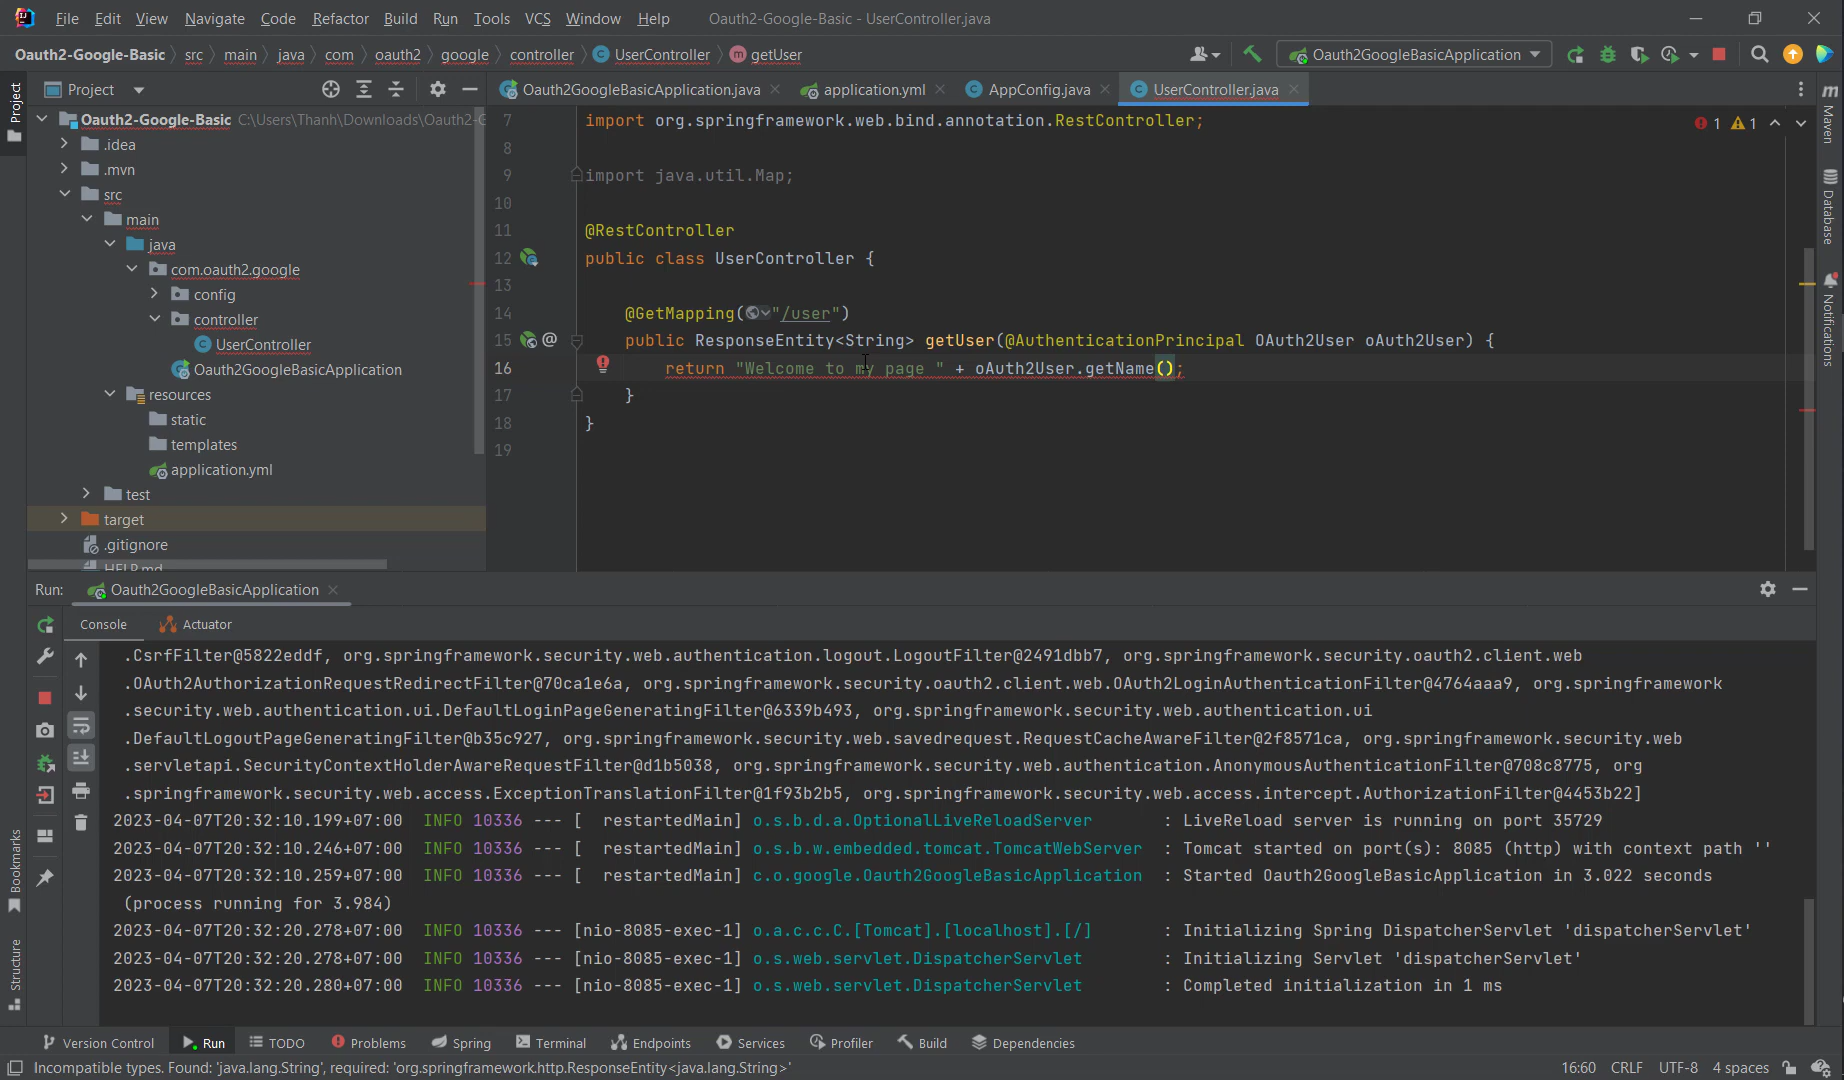 File Edit View Navigate Code Refactor Build Run Tools VCS Window Help Oauth2-Google-Basic - UserController.java
Oauth2-Google-Basic src main java com oauth2 google controller UserController getUser Oauth2GoogleBasicApplication
Project
Oauth2GoogleBasicApplication.java application.yml AppConfig.java UserController.java
Project
Oauth2-Google-Basic C:\Users\Thanh\Downloads\Oauth2-G
.idea
.mvn
src
main
java
com.oauth2.google
config
controller
UserController
Oauth2GoogleBasicApplication
resources
static
templates
application.yml
test
target
.gitignore
HELP.md
7 import org.springframework.web.bind.annotation.RestController;
8
9 import java.util.Map;
10
11 @RestController
12 public class UserController {
13
14 @GetMapping("/user")
15 public ResponseEntity<String> getUser(@AuthenticationPrincipal OAuth2User oAuth2User) {
16 return "Welcome to my page " + oAuth2User.getName();
17 }
18 }
19
1 1
Maven
Database
Notifications
Run: Oauth2GoogleBasicApplication
Console Actuator
.CsrfFilter@5822eddf, org.springframework.security.web.authentication.logout.LogoutFilter@2491dbb7, org.springframework.security.oauth2.client.web
.OAuth2AuthorizationRequestRedirectFilter@70ca1e6a, org.springframework.security.oauth2.client.web.OAuth2LoginAuthenticationFilter@4764aaa9, org.springframework
.security.web.authentication.ui.DefaultLoginPageGeneratingFilter@6339b493, org.springframework.security.web.authentication.ui
.DefaultLogoutPageGeneratingFilter@b35c927, org.springframework.security.web.savedrequest.RequestCacheAwareFilter@2f8571ca, org.springframework.security.web
.servletapi.SecurityContextHolderAwareRequestFilter@d1b5038, org.springframework.security.web.authentication.AnonymousAuthenticationFilter@708c8775, org
.springframework.security.web.access.ExceptionTranslationFilter@1f93b2b5, org.springframework.security.web.access.intercept.AuthorizationFilter@4453b22]
2023-04-07T20:32:10.199+07:00 INFO 10336 --- [ restartedMain] o.s.b.d.a.OptionalLiveReloadServer : LiveReload server is running on port 35729
2023-04-07T20:32:10.246+07:00 INFO 10336 --- [ restartedMain] o.s.b.w.embedded.tomcat.TomcatWebServer : Tomcat started on port(s): 8085 (http) with context path ''
2023-04-07T20:32:10.259+07:00 INFO 10336 --- [ restartedMain] c.o.google.Oauth2GoogleBasicApplication : Started Oauth2GoogleBasicApplication in 3.022 seconds
(process running for 3.984)
2023-04-07T20:32:20.278+07:00 INFO 10336 --- [nio-8085-exec-1] o.a.c.c.C.[Tomcat].[localhost].[/] : Initializing Spring DispatcherServlet 'dispatcherServlet'
2023-04-07T20:32:20.278+07:00 INFO 10336 --- [nio-8085-exec-1] o.s.web.servlet.DispatcherServlet : Initializing Servlet 'dispatcherServlet'
2023-04-07T20:32:20.280+07:00 INFO 10336 --- [nio-8085-exec-1] o.s.web.servlet.DispatcherServlet : Completed initialization in 1 ms
Bookmarks
Structure
Version Control Run TODO Problems Spring Terminal Endpoints Services Profiler Build Dependencies
Incompatible types. Found: 'java.lang.String', required: 'org.springframework.http.ResponseEntity<java.lang.String>' 16:60 CRLF UTF-8 4 spaces